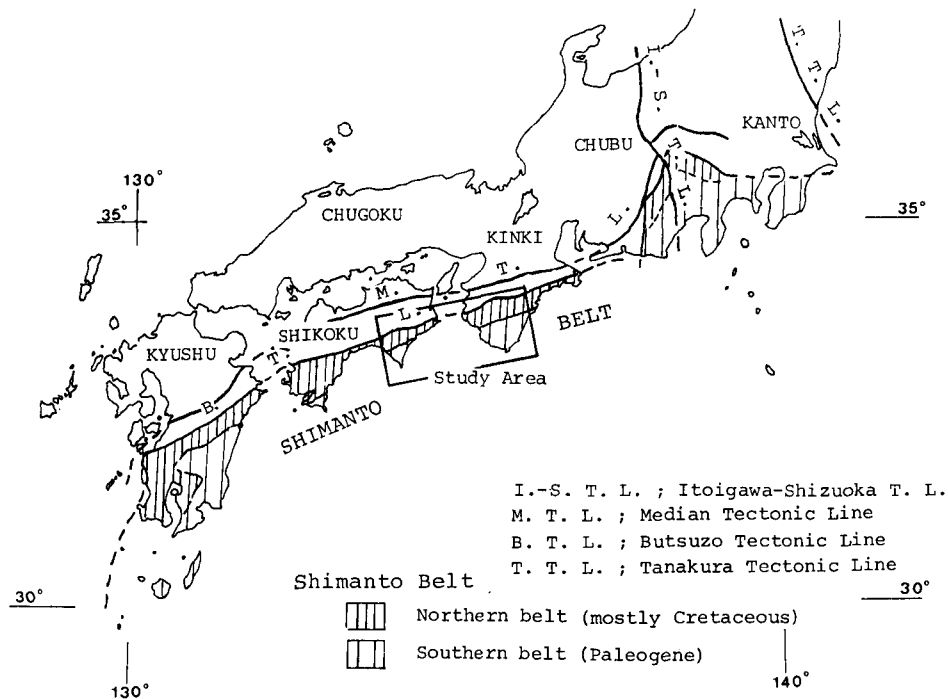 I.-S. T. L.
T. T. L.
KANTO
CHUBU
130°
35°
CHUGOKU
35°
KINKI
M. T. L.
SHIKOKU
BELT
KYUSHU
B. T. L.
Study Area
SHIMANTO
I.-S. T. L. ; Itoigawa-Shizuoka T. L.
M. T. L. ; Median Tectonic Line
B. T. L. ; Butsuzo Tectonic Line
T. T. L. ; Tanakura Tectonic Line
Shimanto Belt
30°
30°
Northern belt (mostly Cretaceous)
Southern belt (Paleogene)
130°
140°